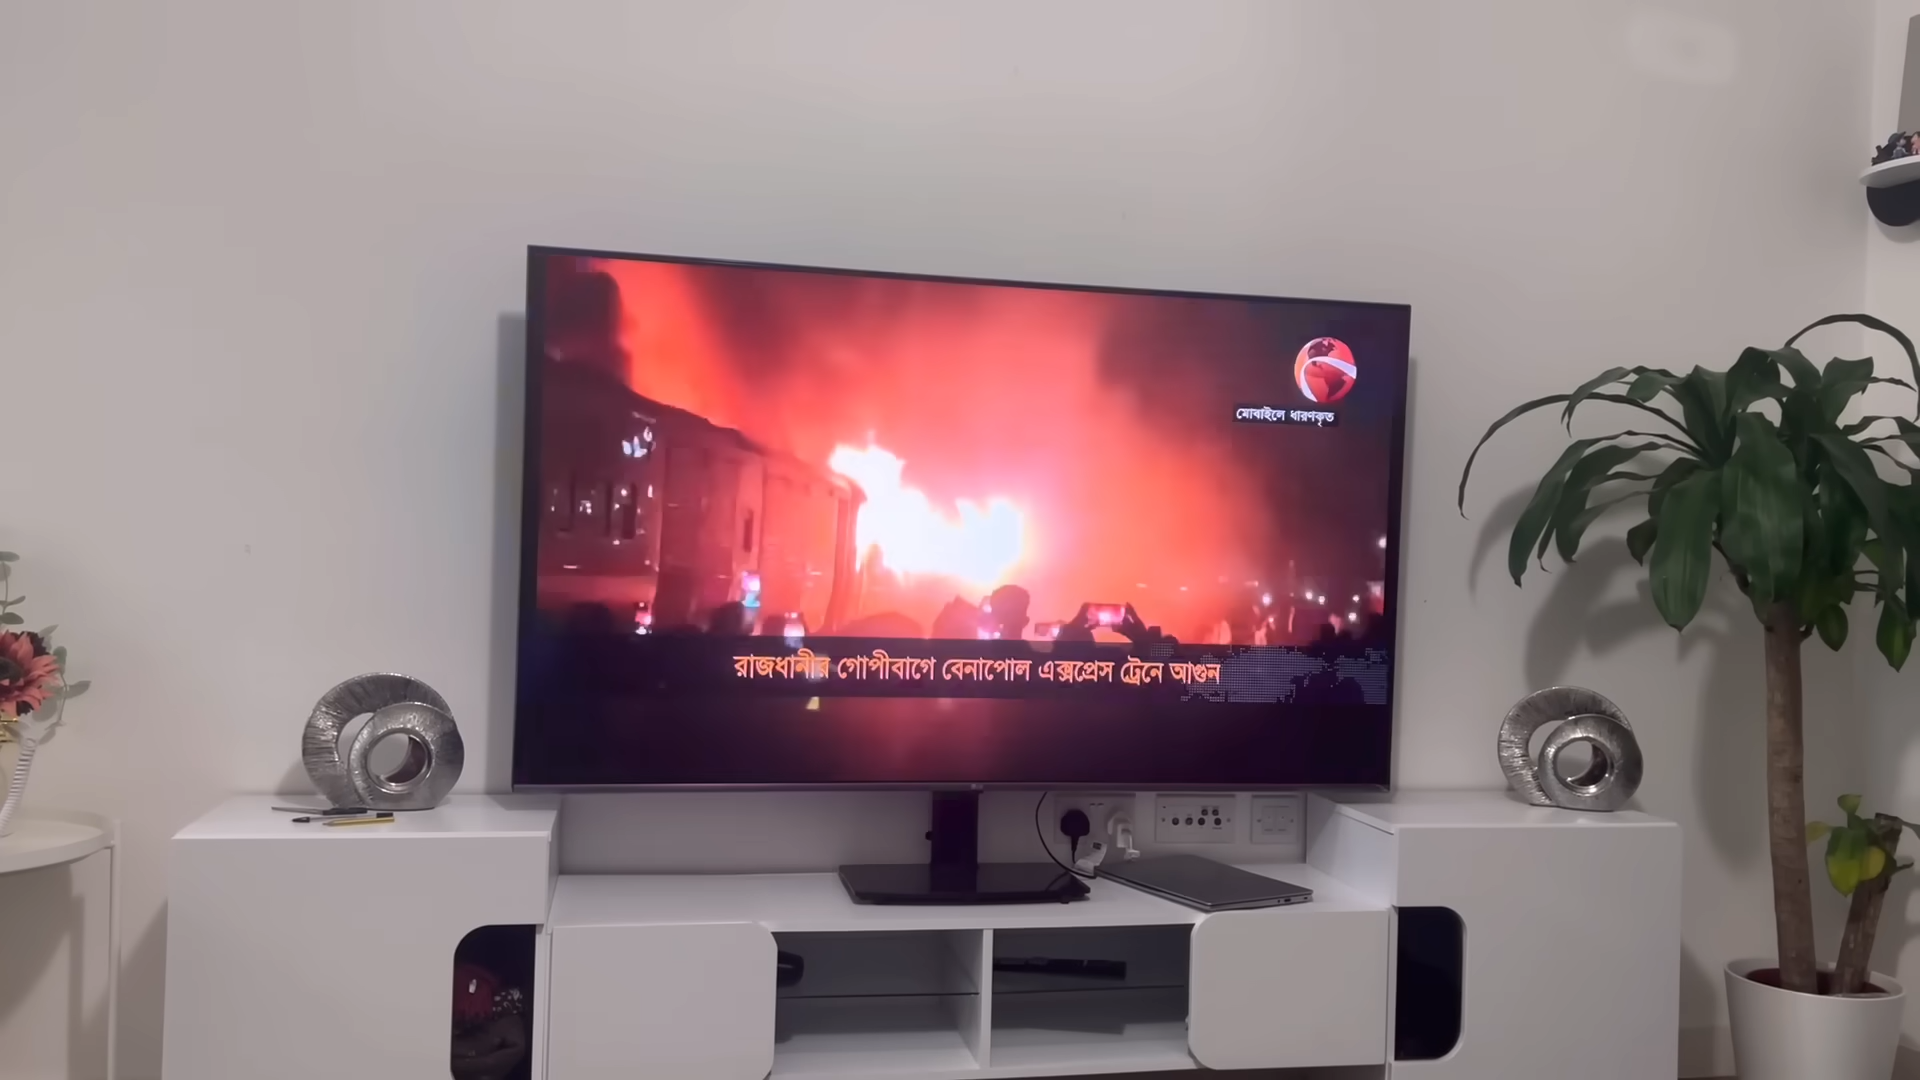 মোবাইলে ধারণকৃত
রাজধানীর গোপীবাগে বেনাপোল এক্সপ্রেস ট্রেনে আগুন